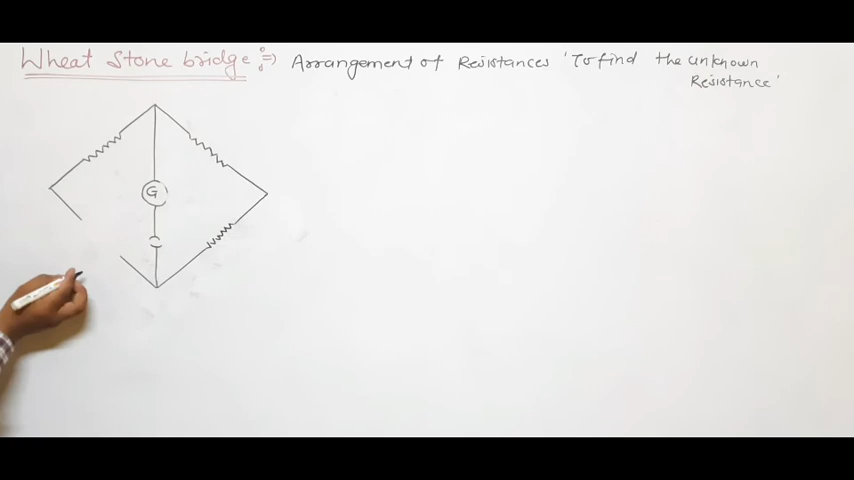 Wheat Stone bridge :⇒ Arrangement of Resistances 'To find the unknown
Resistance'
G